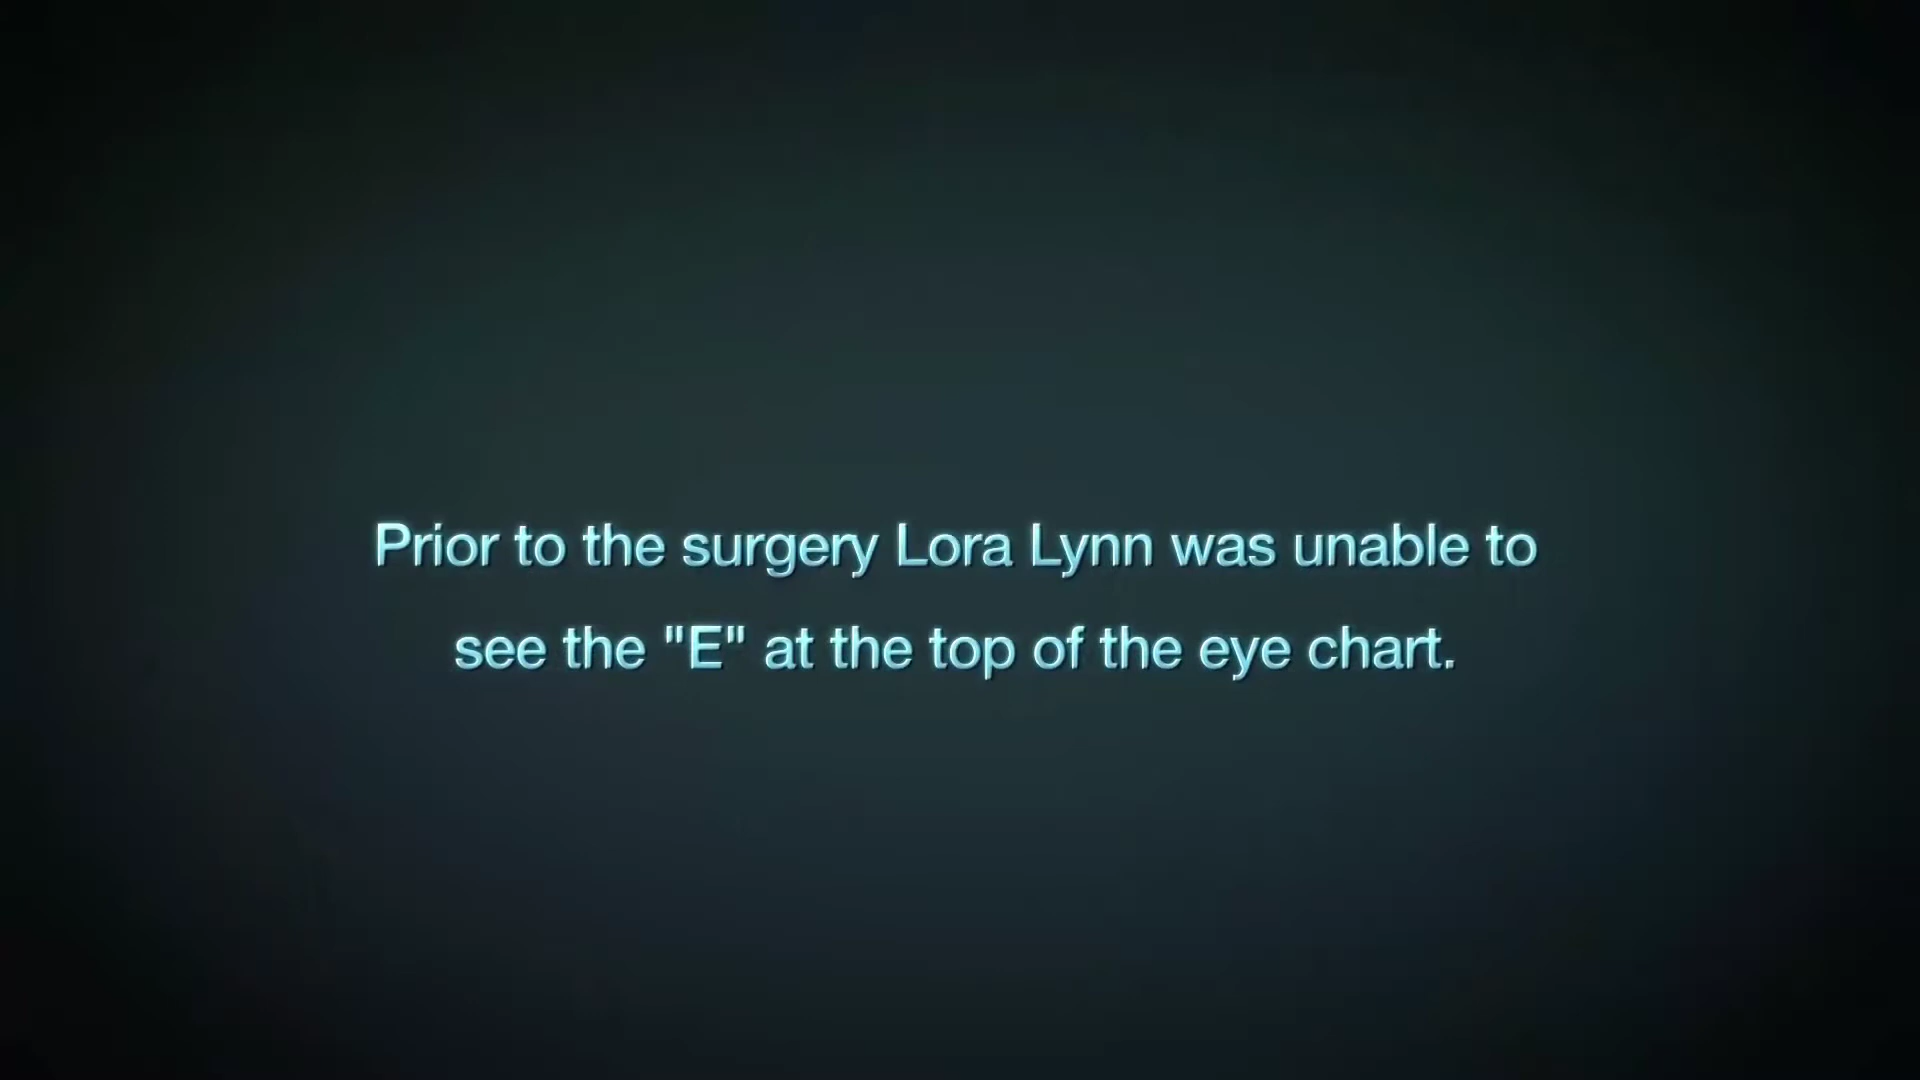 Prior to the surgery Lora Lynn was unable to
see the "E" at the top of the eye chart.